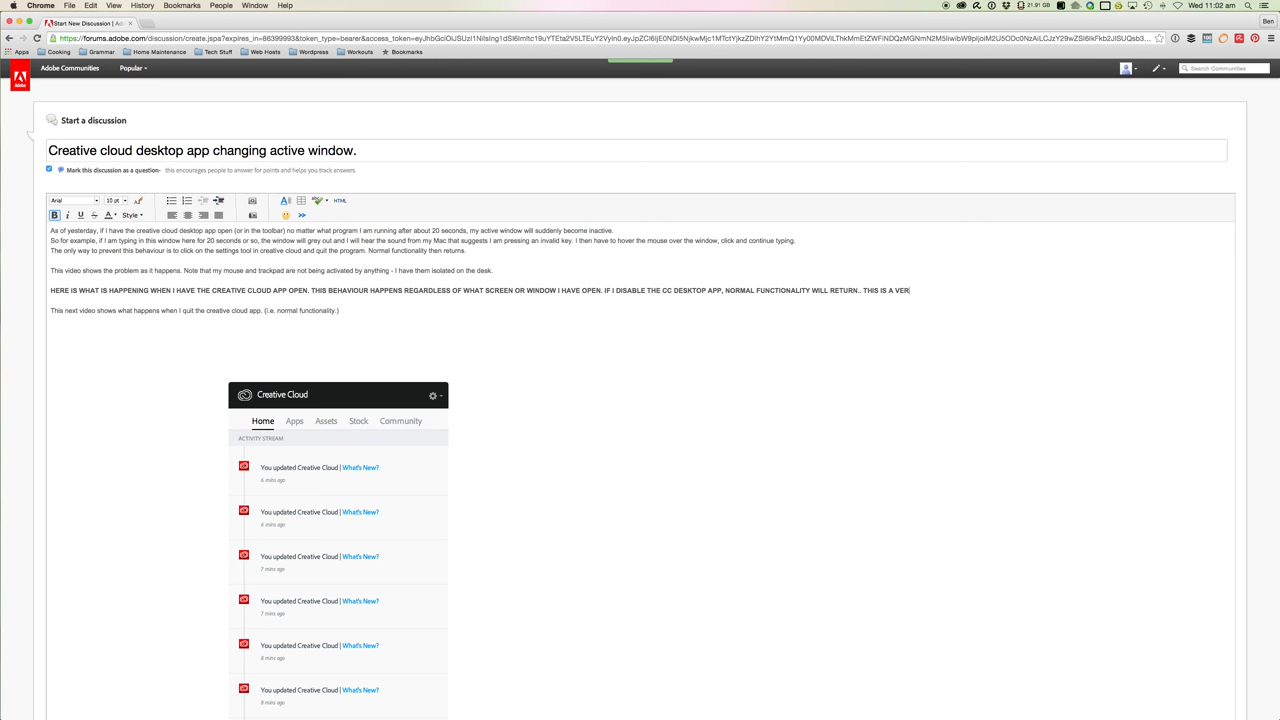 Chrome File Edit View History Bookmarks People Window Help
21.91 GB
Wed 11:02 am
Start New Discussion | Ado
Ben
Apps Cooking Grammar Home Maintenance Tech Stuff Web Hosts Wordpress Workouts Bookmarks
Adobe
Adobe Communities Popular
Search Communities
Start a discussion
Creative cloud desktop app changing active window.
Mark this discussion as a question- this encourages people to answer for points and helps you track answers.
Arial 10 pt HTML
B I U S A Style
As of yesterday, if I have the creative cloud desktop app open (or in the toolbar) no matter what program I am running after about 20 seconds, my active window will suddenly become inactive.
So for example, if I am typing in this window here for 20 seconds or so, the window will grey out and I will hear the sound from my Mac that suggests I am pressing an invalid key. I then have to hover the mouse over the window, click and continue typing.
The only way to prevent this behaviour is to click on the settings tool in creative cloud and quit the program. Normal functionality then returns.
This video shows the problem as it happens. Note that my mouse and trackpad are not being activated by anything - I have them isolated on the desk.
HERE IS WHAT IS HAPPENING WHEN I HAVE THE CREATIVE CLOUD APP OPEN. THIS BEHAVIOUR HAPPENS REGARDLESS OF WHAT SCREEN OR WINDOW I HAVE OPEN. IF I DISABLE THE CC DESKTOP APP, NORMAL FUNCTIONALITY WILL RETURN.. THIS IS A VER
This next video shows what happens when I quit the creative cloud app. (i.e. normal functionality.)
Creative Cloud
Home Apps Assets Stock Community
ACTIVITY STREAM
You updated Creative Cloud | What's New?
6 mins ago
You updated Creative Cloud | What's New?
6 mins ago
You updated Creative Cloud | What's New?
7 mins ago
You updated Creative Cloud | What's New?
7 mins ago
You updated Creative Cloud | What's New?
8 mins ago
You updated Creative Cloud | What's New?
8 mins ago